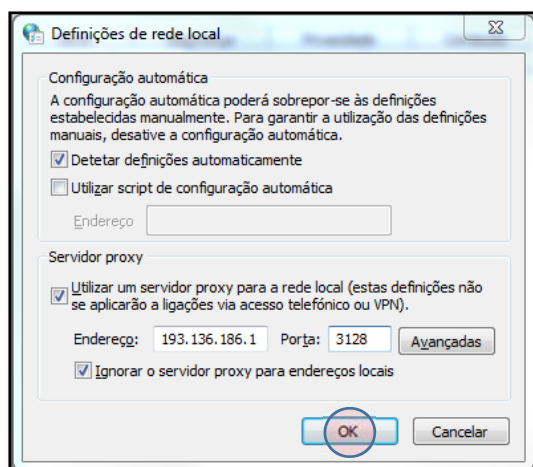 Definições de rede local
Configuração automática
A configuração automática poderá sobrepor-se às definições
estabelecidas manualmente. Para garantir a utilização das definições
manuais, desative a configuração automática.
Detetar definições automaticamente
Utilizar script de configuração automática
Endereço
Servidor proxy
Utilizar um servidor proxy para a rede local (estas definições não
se aplicarão a ligações via acesso telefónico ou VPN).
Endereço: 193.136.186.1 Porta: 3128 Avançadas
Ignorar o servidor proxy para endereços locais
OK Cancelar